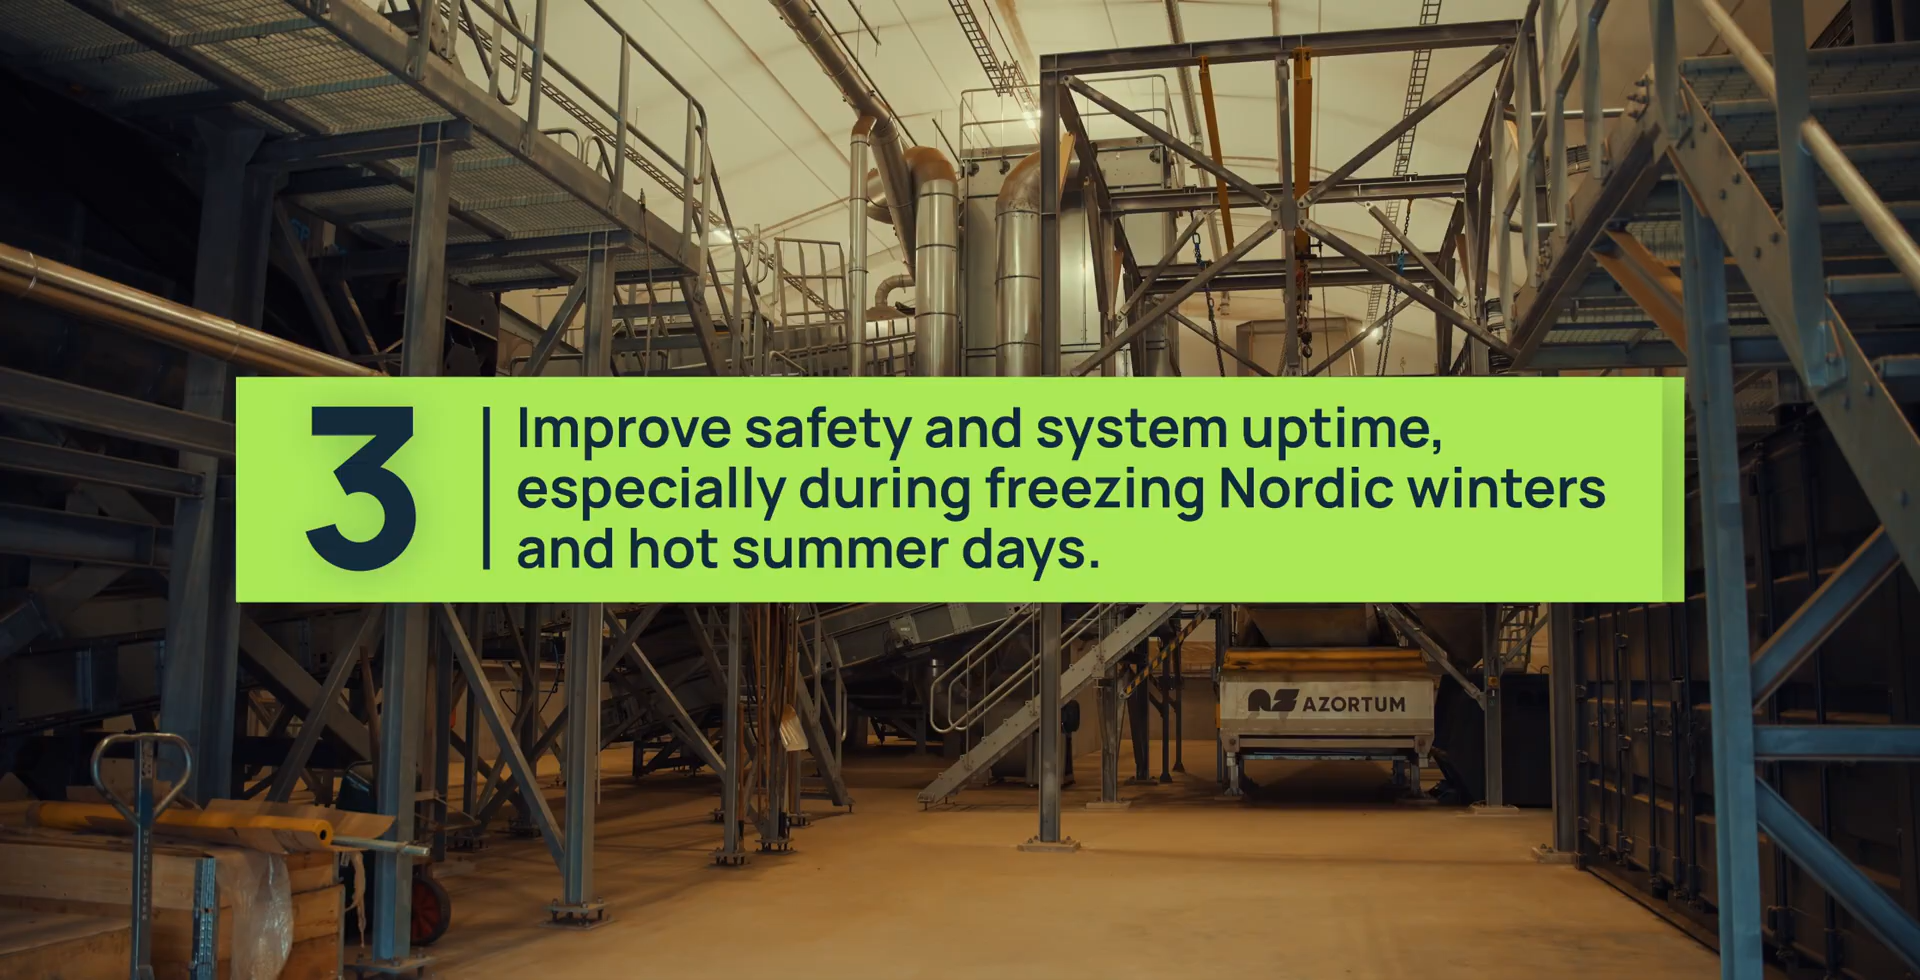 3
Improve safety and system uptime,
especially during freezing Nordic winters
and hot summer days.
AZORTUM